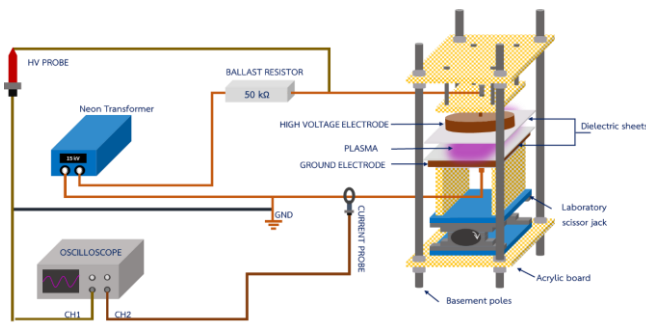 HV PROBE
BALLAST RESISTOR
50 kΩ
Neon Transformer
15 kV
HIGH VOLTAGE ELECTRODE
Dielectric sheets
PLASMA
GROUND ELECTRODE
GND
CURRENT PROBE
Laboratory
scissor jack
OSCILLOSCOPE
CH1
CH2
Acrylic board
Basement poles